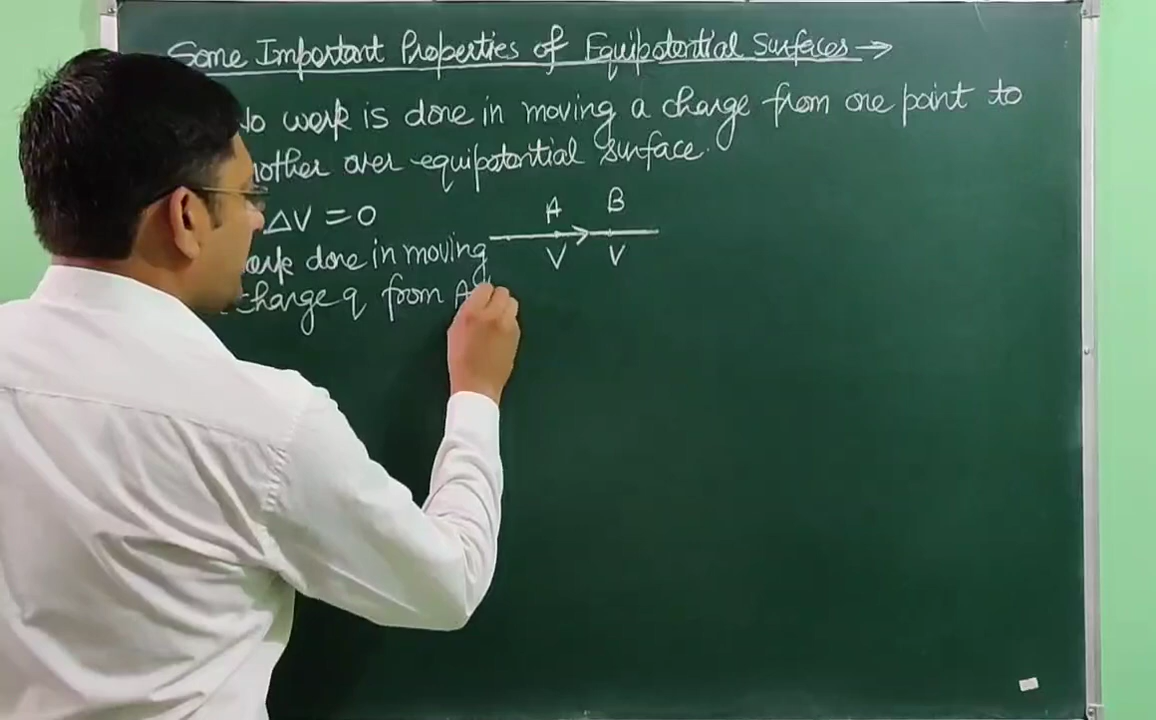 Some Important Properties of Equipotential Surfaces →
work is done in moving a charge from one point to
over equipotential surface.
ΔV = 0
A B
done in moving
V V
charge q from A